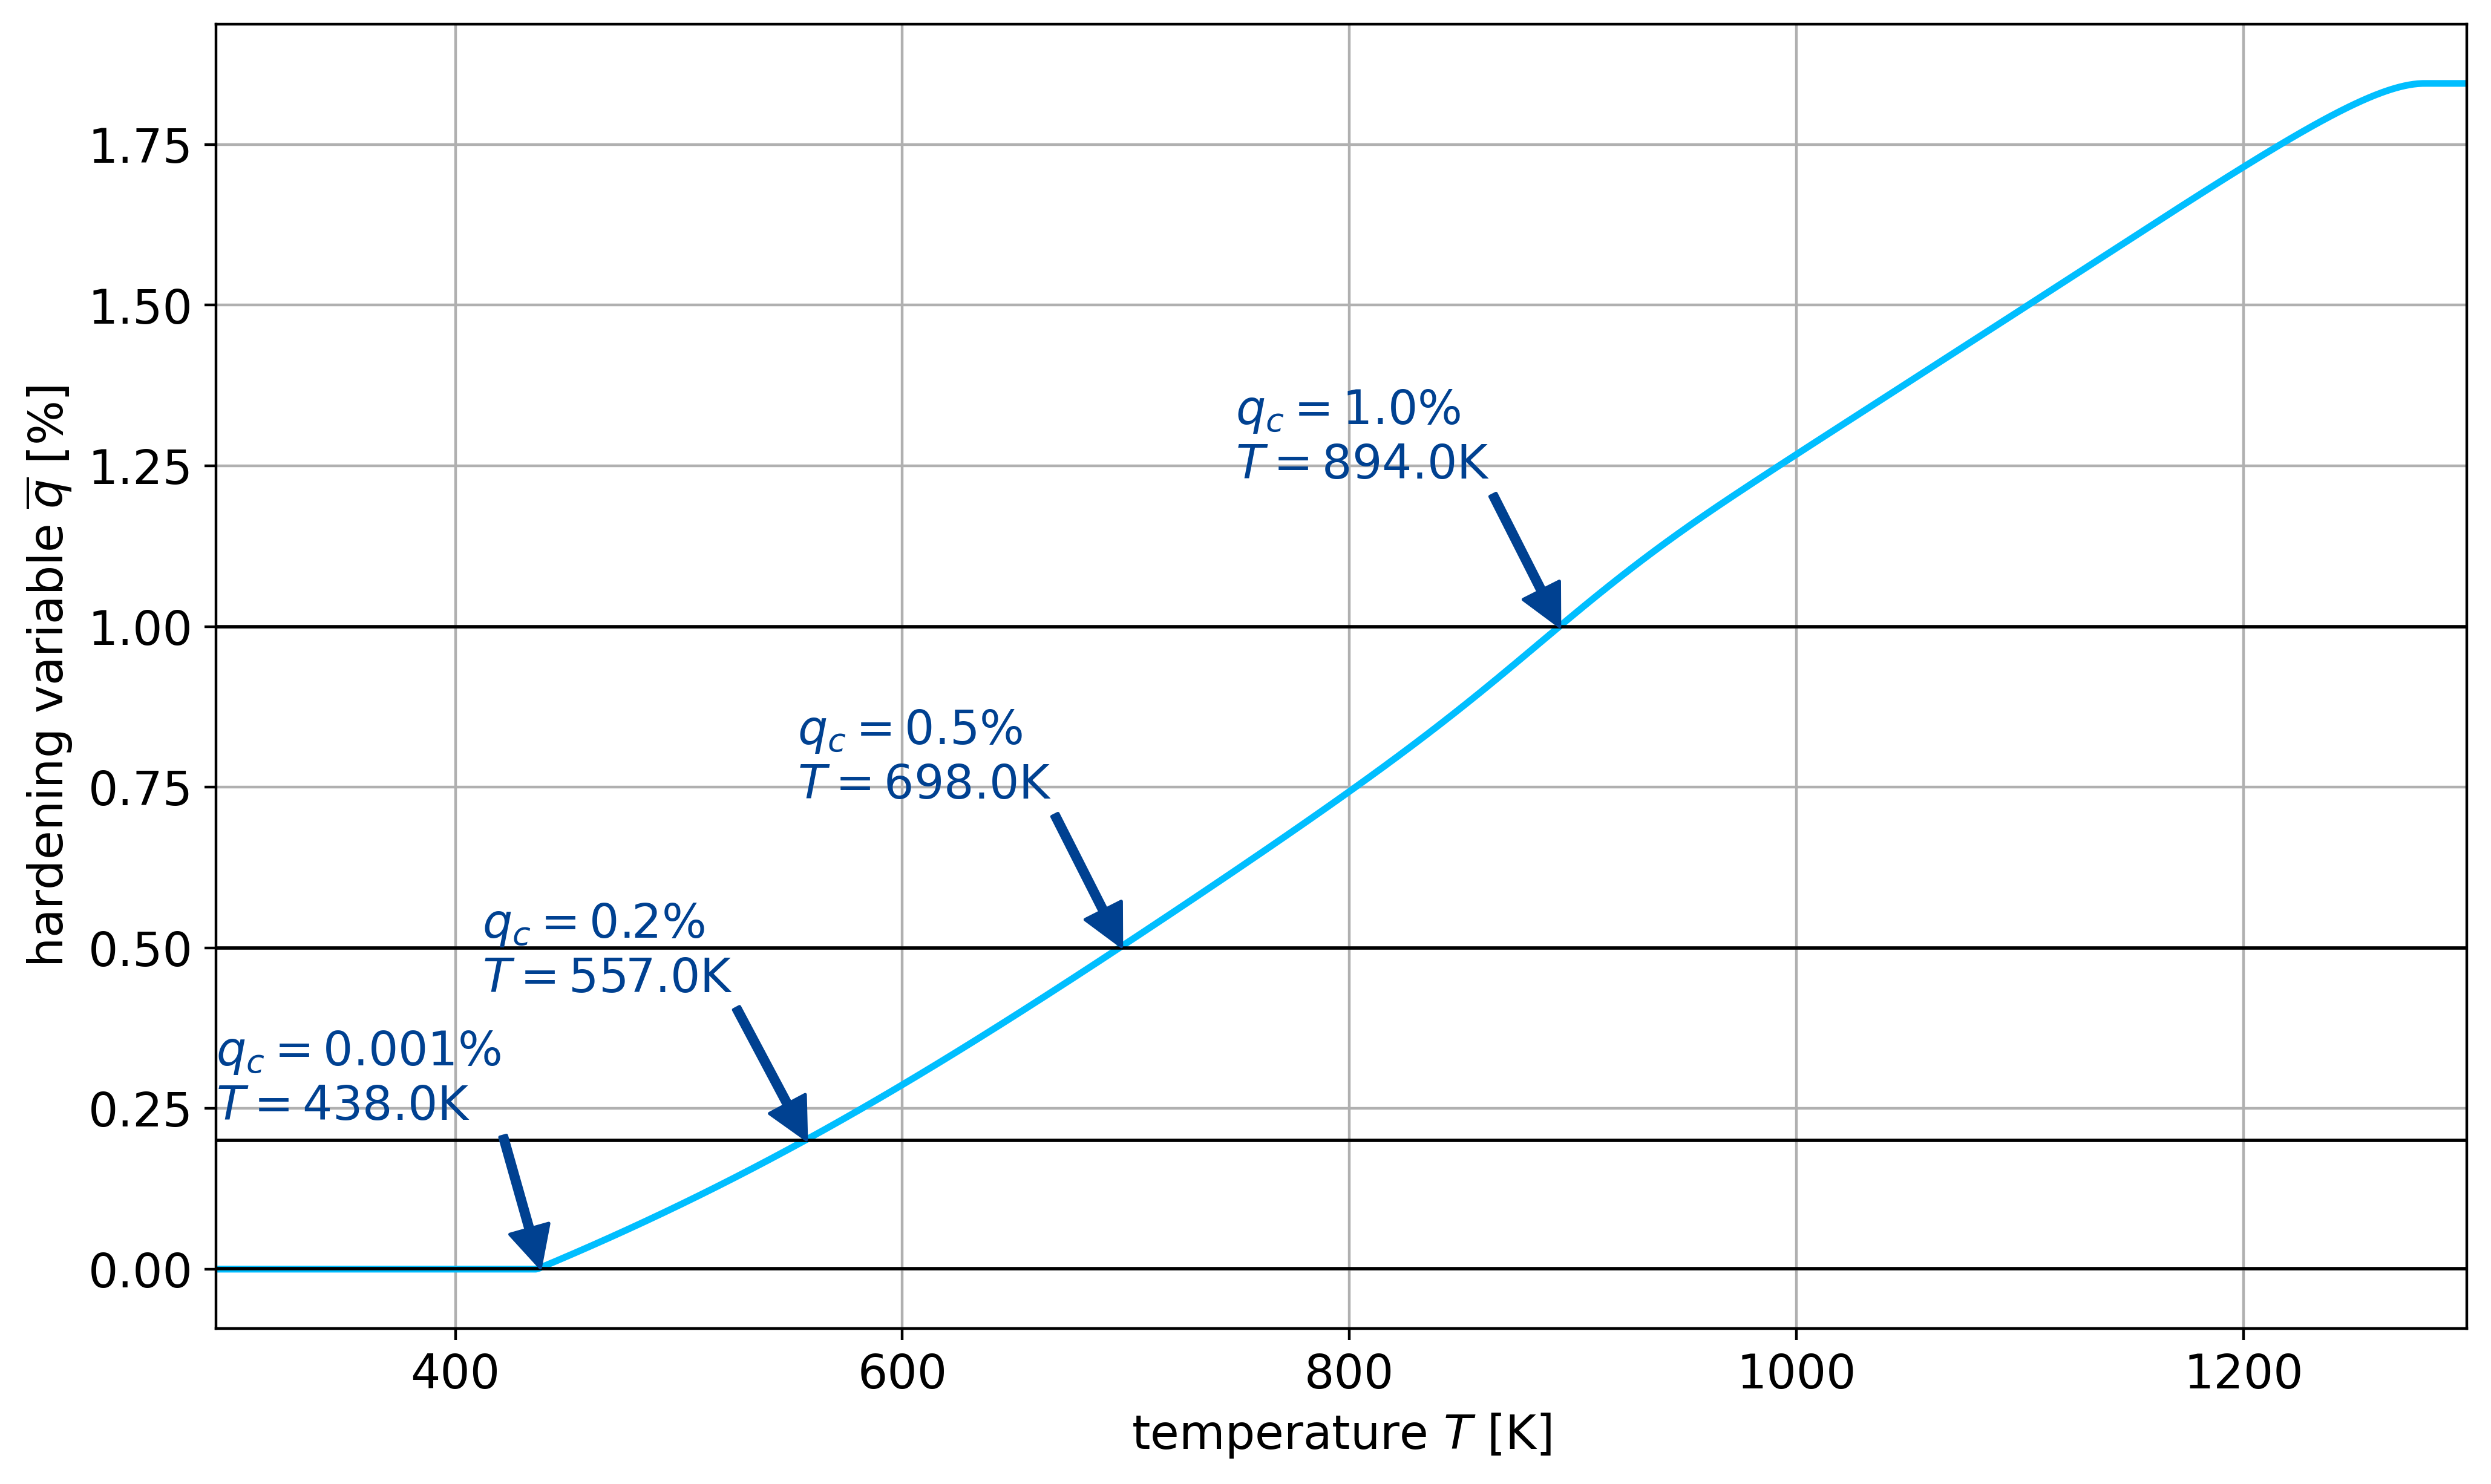 1.75
1.50
1.25
1.00
0.75
0.50
0.25
0.00
hardening variable q̅ [%]
q_c = 1.0%
T = 894.0K
q_c = 0.5%
T = 698.0K
q_c = 0.2%
T = 557.0K
q_c = 0.001%
T = 438.0K
400 600 800 1000 1200
temperature T [K]